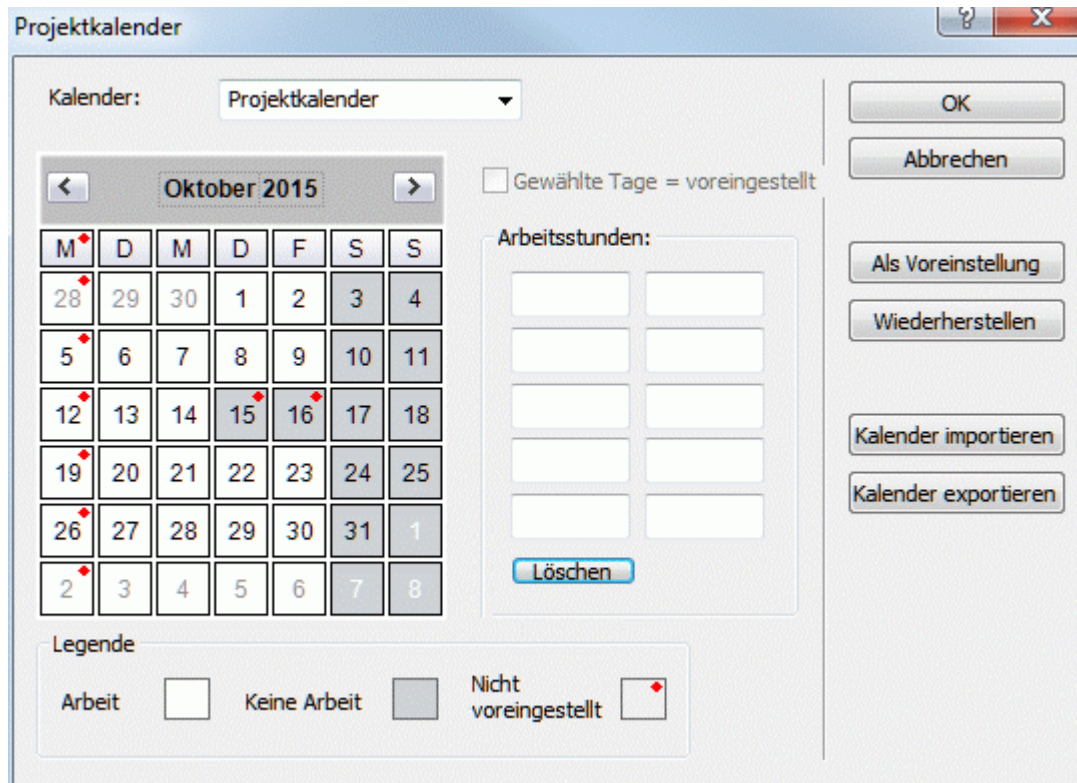 Projektkalender
Kalender: Projektkalender
OK
Abbrechen
Oktober 2015
Gewählte Tage = voreingestellt
M D M D F S S
Arbeitsstunden:
28 29 30 1 2 3 4
Als Voreinstellung
Wiederherstellen
5 6 7 8 9 10 11
12 13 14 15 16 17 18
Kalender importieren
19 20 21 22 23 24 25
Kalender exportieren
26 27 28 29 30 31 1
Löschen
2 3 4 5 6 7 8
Legende
Arbeit
Keine Arbeit
Nicht
voreingestellt